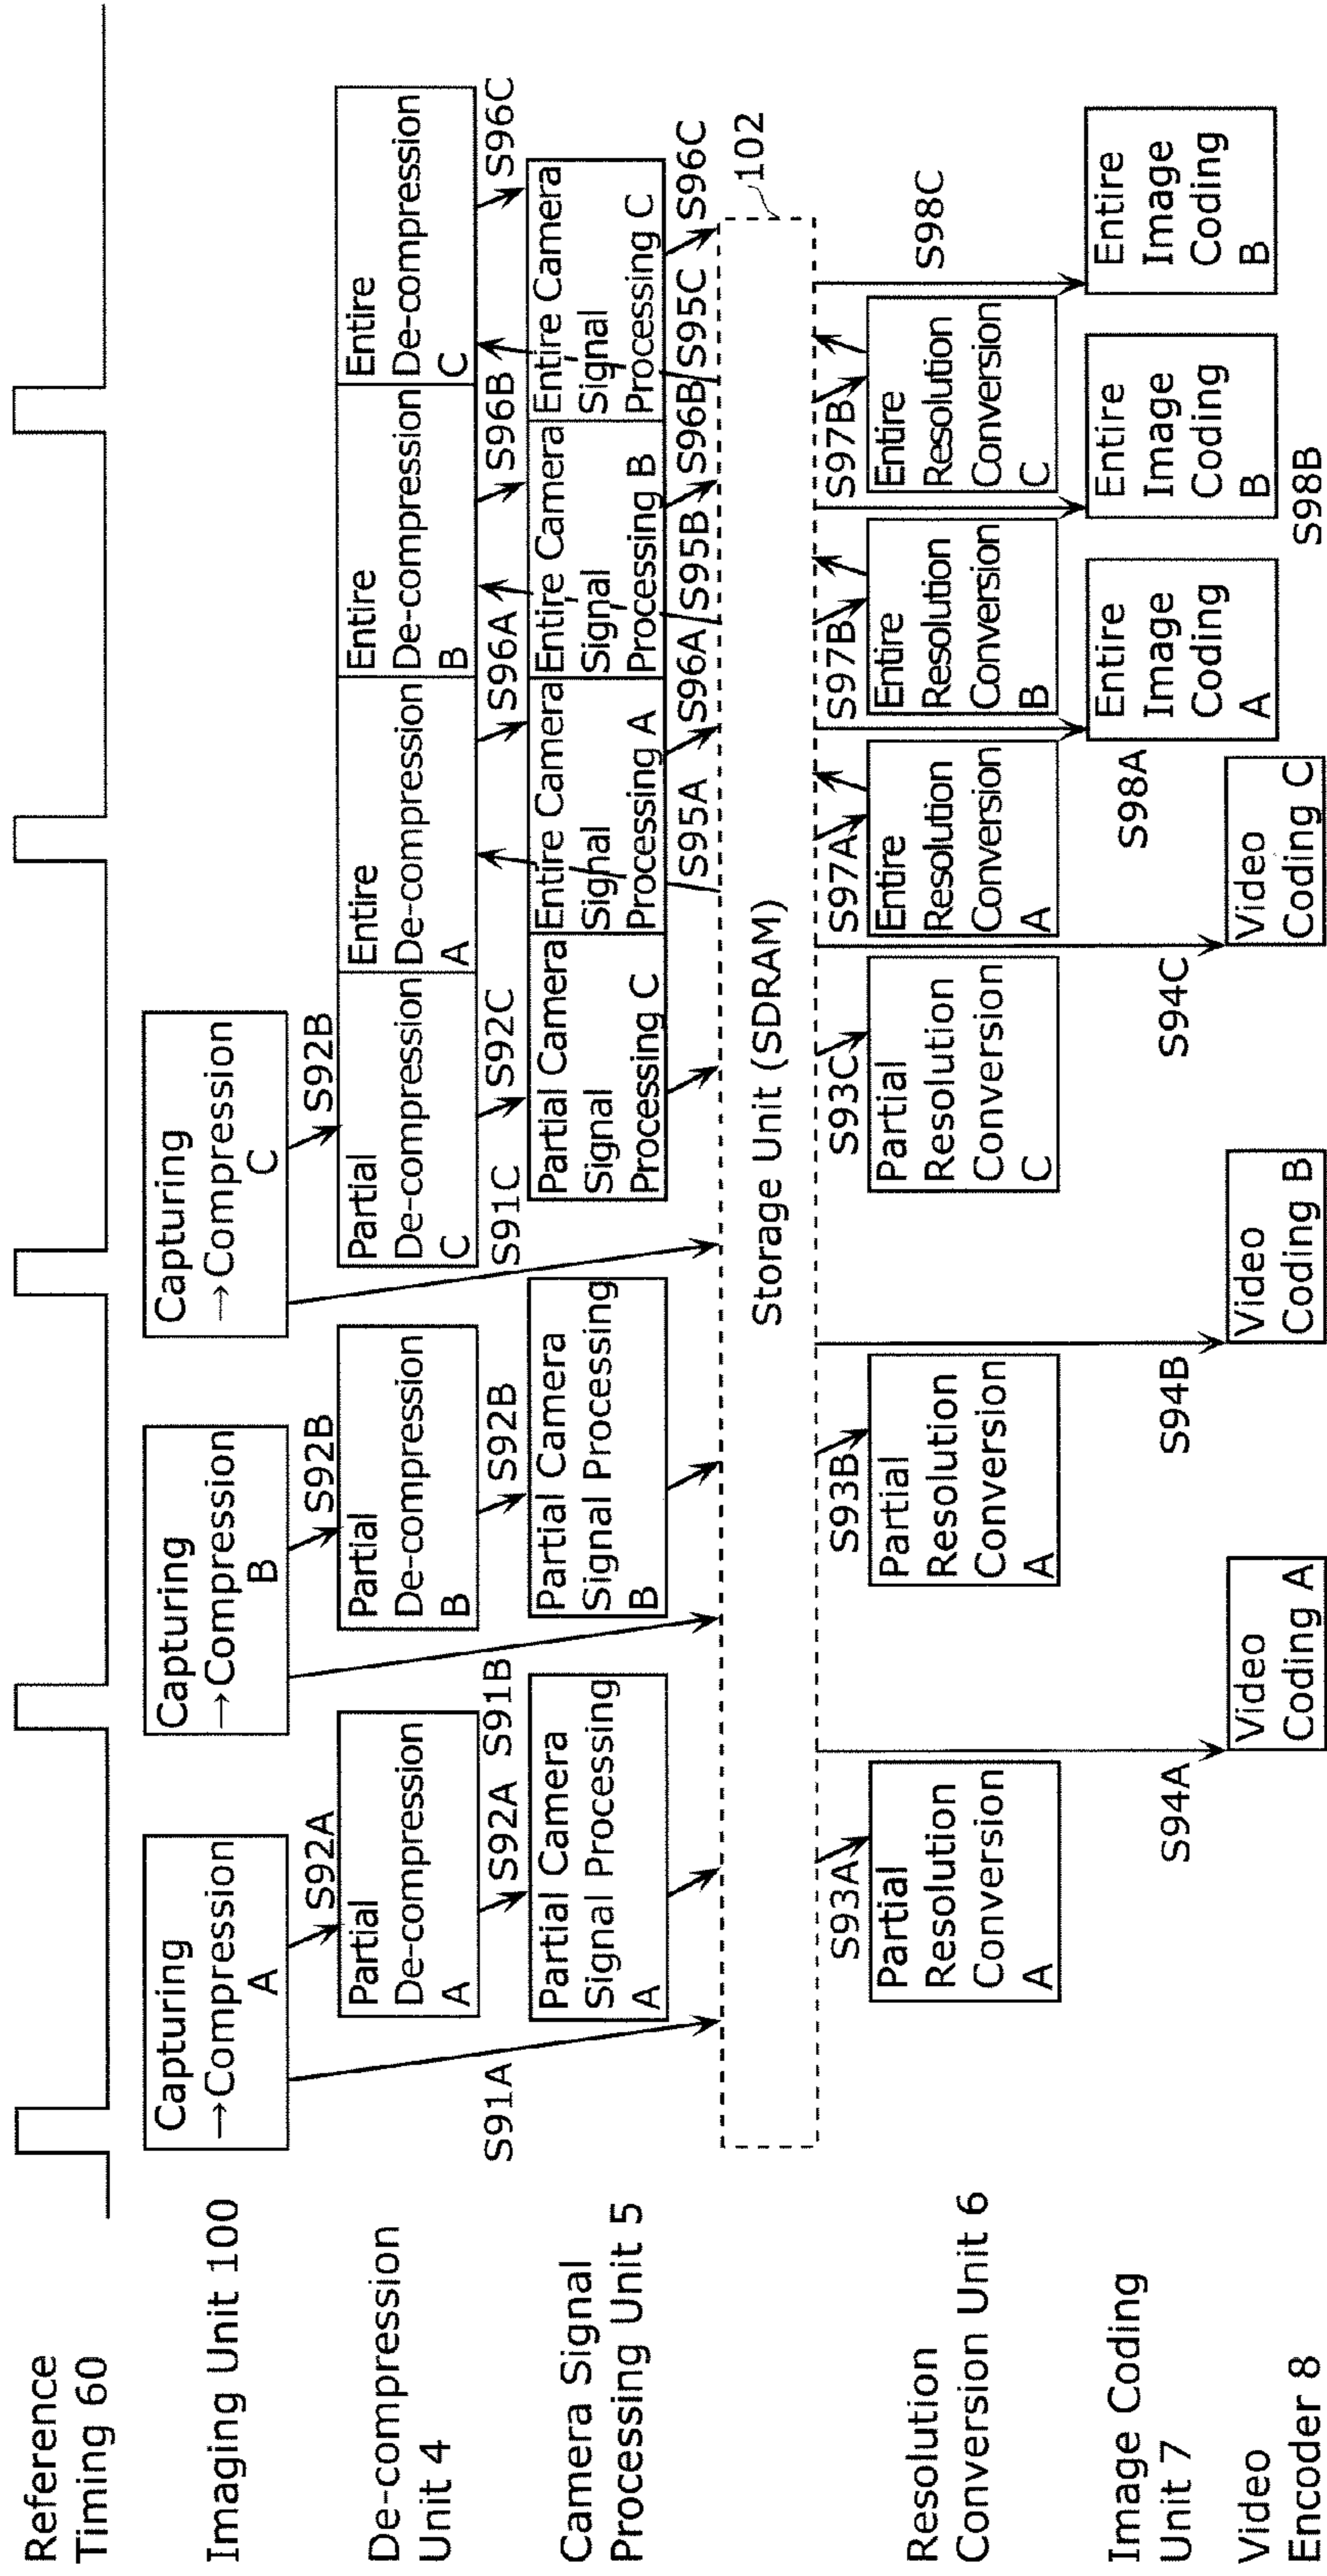 Reference
Timing 60
Imaging Unit 100
Capturing
→Compression
A
Capturing
→Compression
B
Capturing
→Compression
C
S92A
S92B
S92B
De-compression
Unit 4
Partial
De-compression
A
Partial
De-compression
B
Partial
De-compression
C
Entire
De-compression
A
Entire
De-compression
B
Entire
De-compression
C
S91A
S92A
S91B
S92B
S91C
S92C
S96A
S96B
S96C
Camera Signal
Processing Unit 5
Partial Camera
Signal Processing
A
Partial Camera
Signal Processing
B
Partial Camera
Signal
Processing C
Entire Camera
Signal
Processing A
Entire Camera
Signal
Processing B
Entire Camera
Signal
Processing C
S95A
S96A
S95B
S96B
S95C
S96C
102
Storage Unit (SDRAM)
S93A
S93B
S93C
S97A
S97B
S97B
S98C
Resolution
Conversion Unit 6
Partial
Resolution
Conversion
A
Partial
Resolution
Conversion
A
Partial
Resolution
Conversion
C
Entire
Resolution
Conversion
A
Entire
Resolution
Conversion
B
Entire
Resolution
Conversion
C
Image Coding
Unit 7
S94A
S94B
S94C
S98A
Entire
Image
Coding
A
Entire
Image
Coding
B
Entire
Image
Coding
B
S98B
Video
Encoder 8
Video
Coding A
Video
Coding B
Video
Coding C